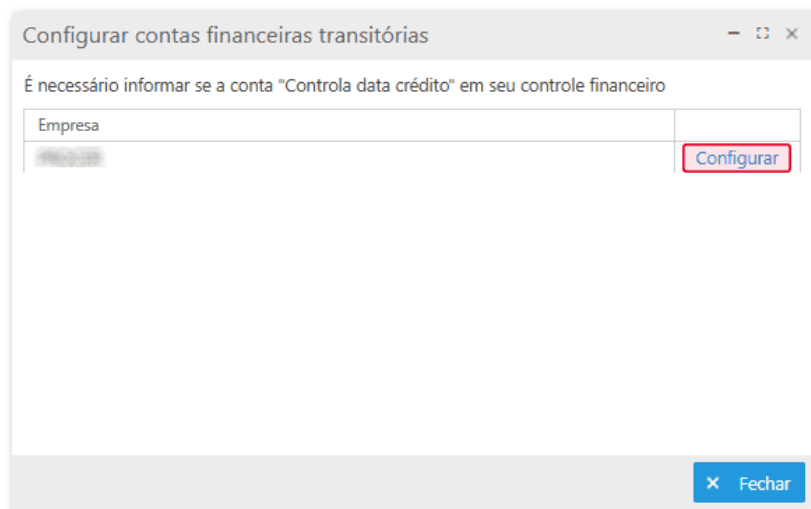 Configurar contas financeiras transitórias
É necessário informar se a conta "Controla data crédito" em seu controle financeiro
Empresa
Configurar
Fechar